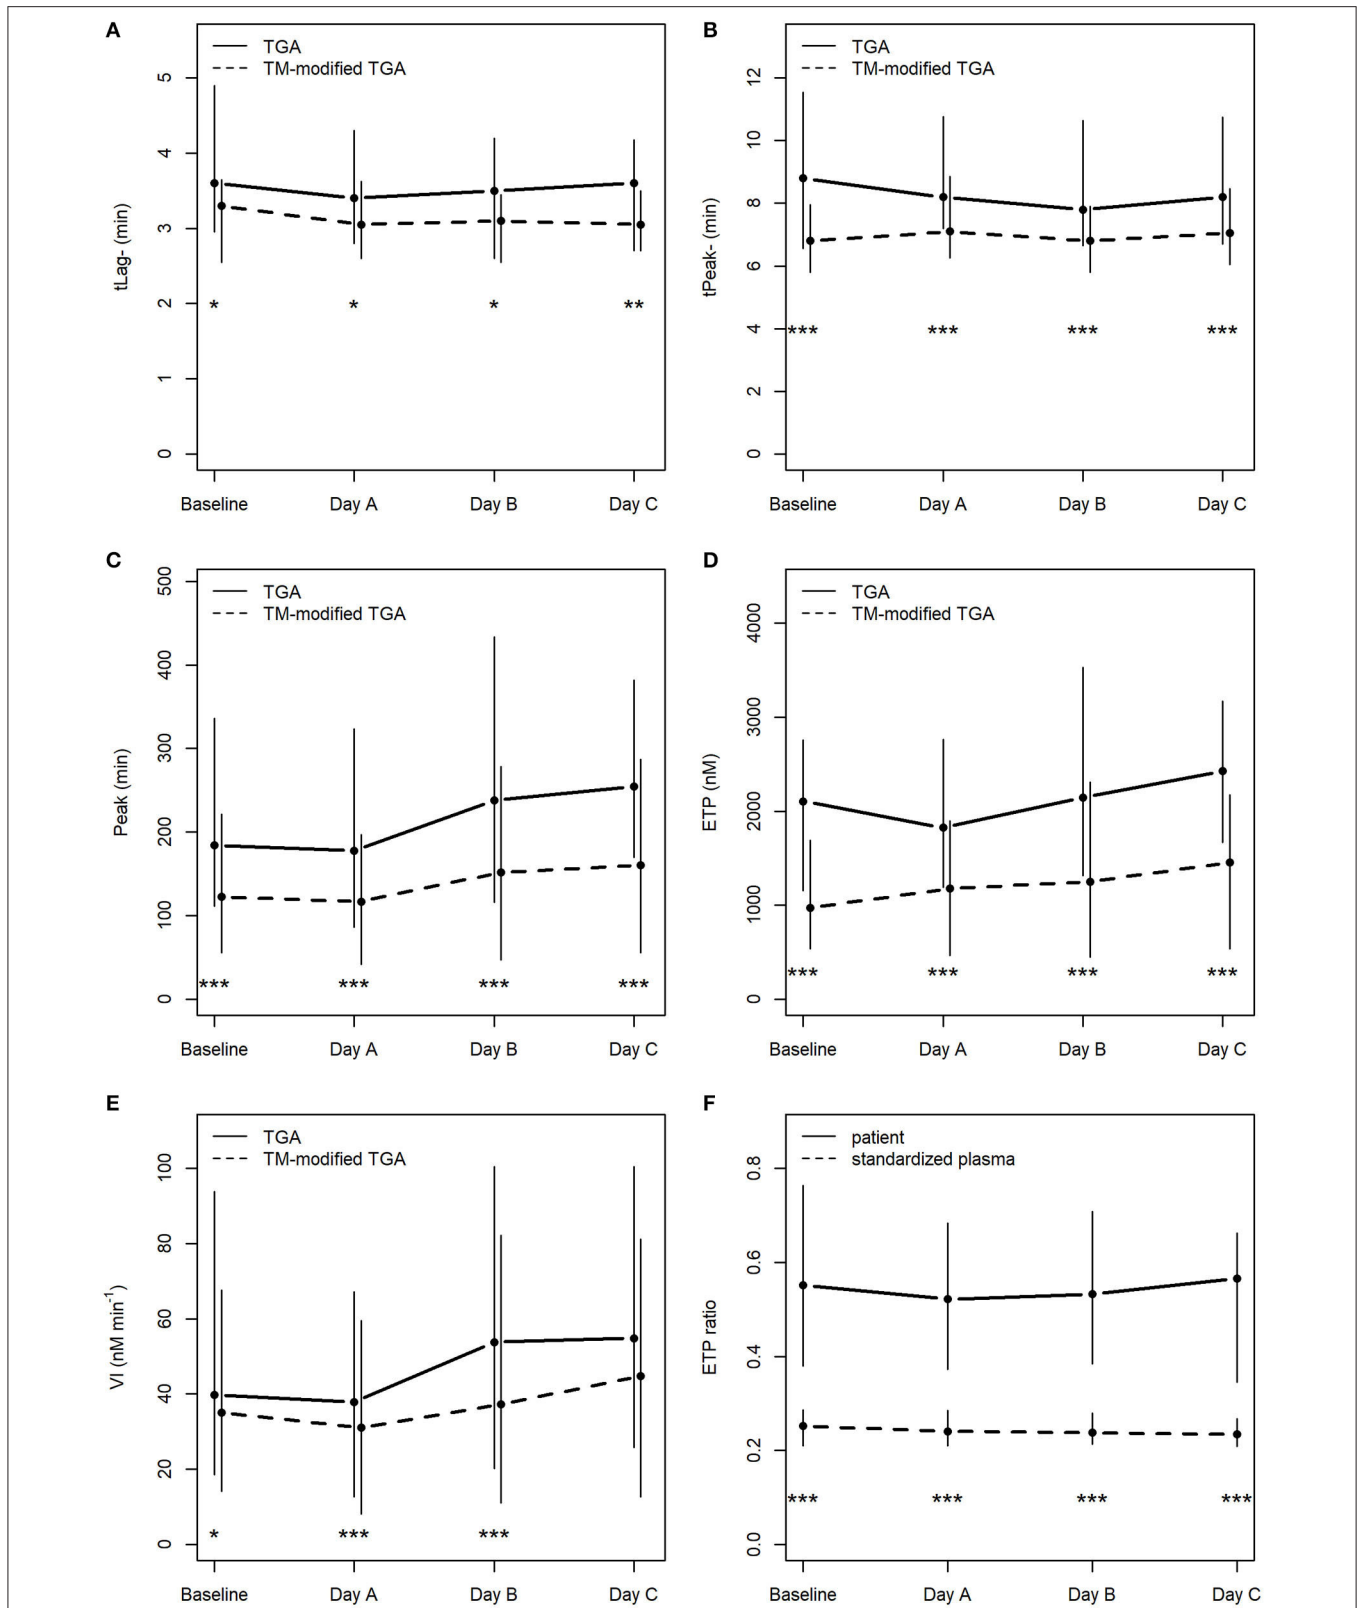 A
TGA
TM-modified TGA
tLag- (min)
5
4
3
2
1
0
* * * **
Baseline Day A Day B Day C
B
TGA
TM-modified TGA
tPeak- (min)
12
10
8
6
4
2
0
*** *** *** ***
Baseline Day A Day B Day C
C
TGA
TM-modified TGA
Peak (min)
500
400
300
200
100
0
*** *** *** ***
Baseline Day A Day B Day C
D
TGA
TM-modified TGA
ETP (nM)
4000
3000
2000
1000
0
*** *** *** ***
Baseline Day A Day B Day C
E
TGA
TM-modified TGA
VI (nM min⁻¹)
100
80
60
40
20
0
* *** ***
Baseline Day A Day B Day C
F
patient
standardized plasma
ETP ratio
0.8
0.6
0.4
0.2
0.0
*** *** *** ***
Baseline Day A Day B Day C